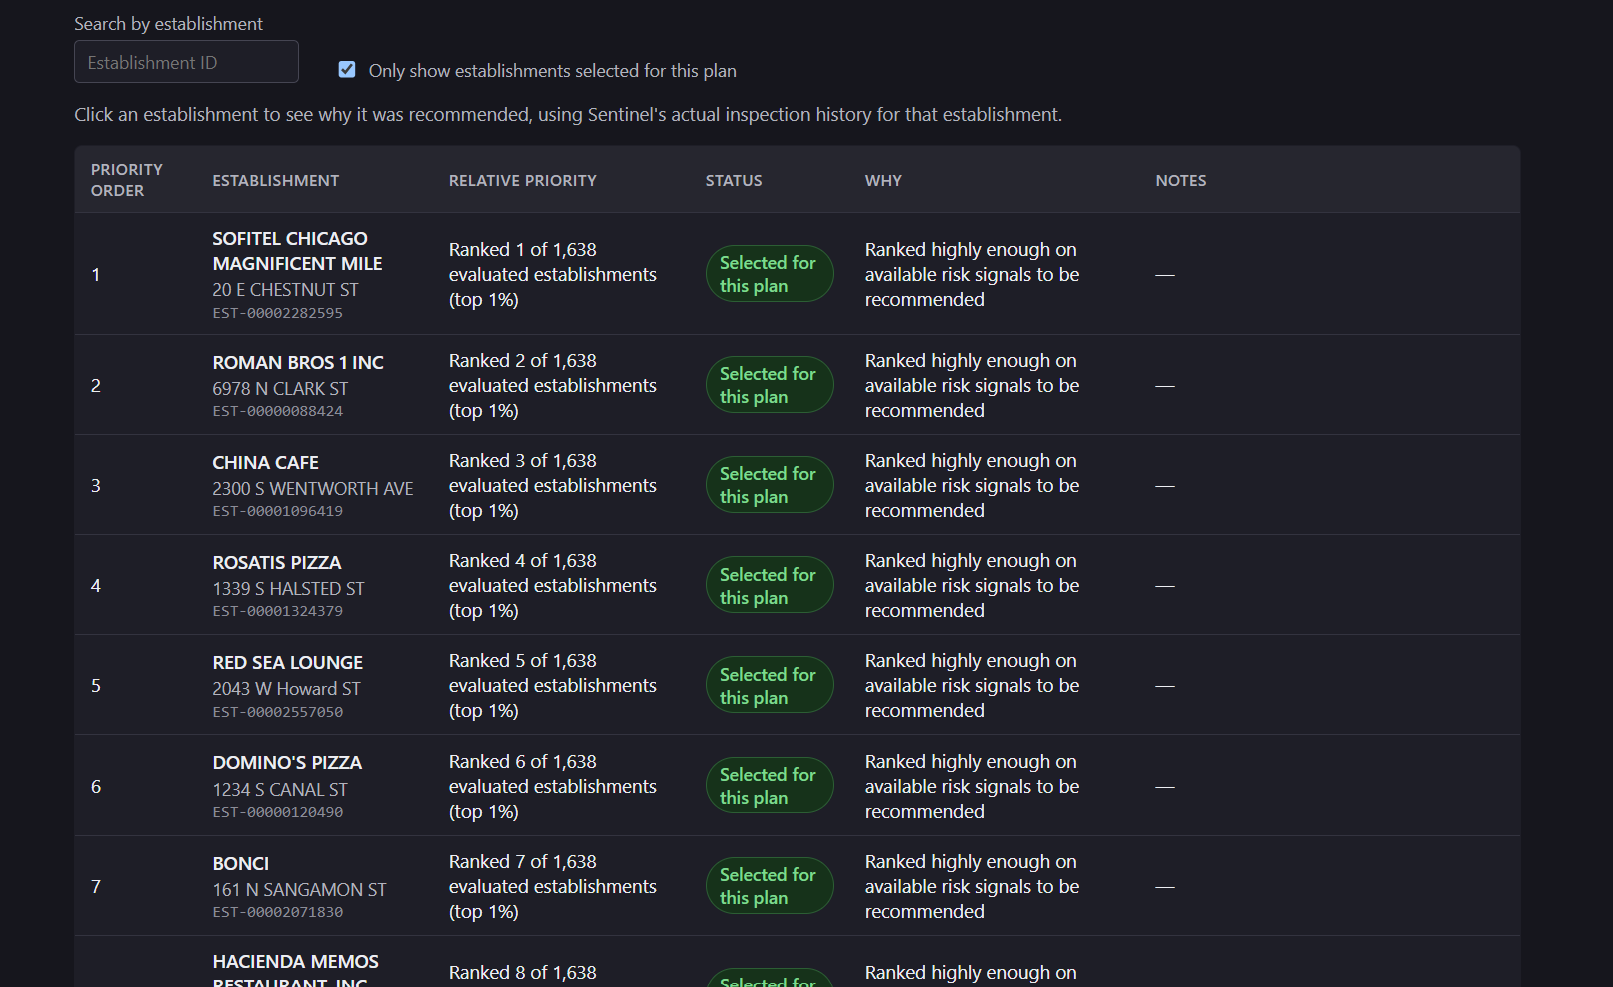 Search by establishment
Establishment ID
Only show establishments selected for this plan
Click an establishment to see why it was recommended, using Sentinel's actual inspection history for that establishment.
PRIORITY
ORDER
ESTABLISHMENT
RELATIVE PRIORITY
STATUS
WHY
NOTES
1
SOFITEL CHICAGO
MAGNIFICENT MILE
20 E CHESTNUT ST
EST-00002282595
Ranked 1 of 1,638
evaluated establishments
(top 1%)
Selected for
this plan
Ranked highly enough on
available risk signals to be
recommended
—
2
ROMAN BROS 1 INC
6978 N CLARK ST
EST-00000088424
Ranked 2 of 1,638
evaluated establishments
(top 1%)
Selected for
this plan
Ranked highly enough on
available risk signals to be
recommended
—
3
CHINA CAFE
2300 S WENTWORTH AVE
EST-00001096419
Ranked 3 of 1,638
evaluated establishments
(top 1%)
Selected for
this plan
Ranked highly enough on
available risk signals to be
recommended
—
4
ROSATIS PIZZA
1339 S HALSTED ST
EST-00001324379
Ranked 4 of 1,638
evaluated establishments
(top 1%)
Selected for
this plan
Ranked highly enough on
available risk signals to be
recommended
—
5
RED SEA LOUNGE
2043 W Howard ST
EST-00002557050
Ranked 5 of 1,638
evaluated establishments
(top 1%)
Selected for
this plan
Ranked highly enough on
available risk signals to be
recommended
—
6
DOMINO'S PIZZA
1234 S CANAL ST
EST-00000120490
Ranked 6 of 1,638
evaluated establishments
(top 1%)
Selected for
this plan
Ranked highly enough on
available risk signals to be
recommended
—
7
BONCI
161 N SANGAMON ST
EST-00002071830
Ranked 7 of 1,638
evaluated establishments
(top 1%)
Selected for
this plan
Ranked highly enough on
available risk signals to be
recommended
—
HACIENDA MEMOS
RESTAURANT, INC
Ranked 8 of 1,638
Selected for
Ranked highly enough on